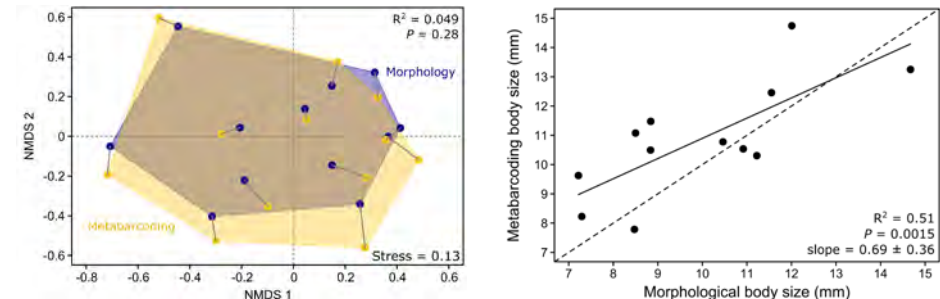 0.6
0.4
0.2
0
-0.2
-0.4
-0.6
NMDS 2
R² = 0.049
P = 0.28
Morphology
Metabarcoding
Stress = 0.13
-0.8 -0.6 -0.4 -0.2 0.0 0.2 0.4 0.6
NMDS 1
15
14
13
12
11
10
9
8
7
Metabarcoding body size (mm)
R² = 0.51
P = 0.0015
slope = 0.69 ± 0.36
7 8 9 10 11 12 13 14 15
Morphological body size (mm)